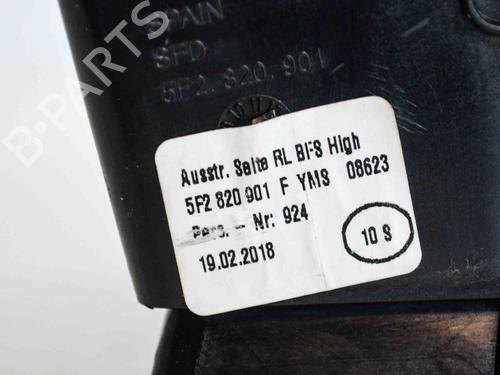 SPAIN
SFD
5F2.820.901
Ausstr. Seite RL BFS High
5F2 820 901 F YMS 08623
Pers. - Nr: 924
19.02.2018
10 S
B-PARTS